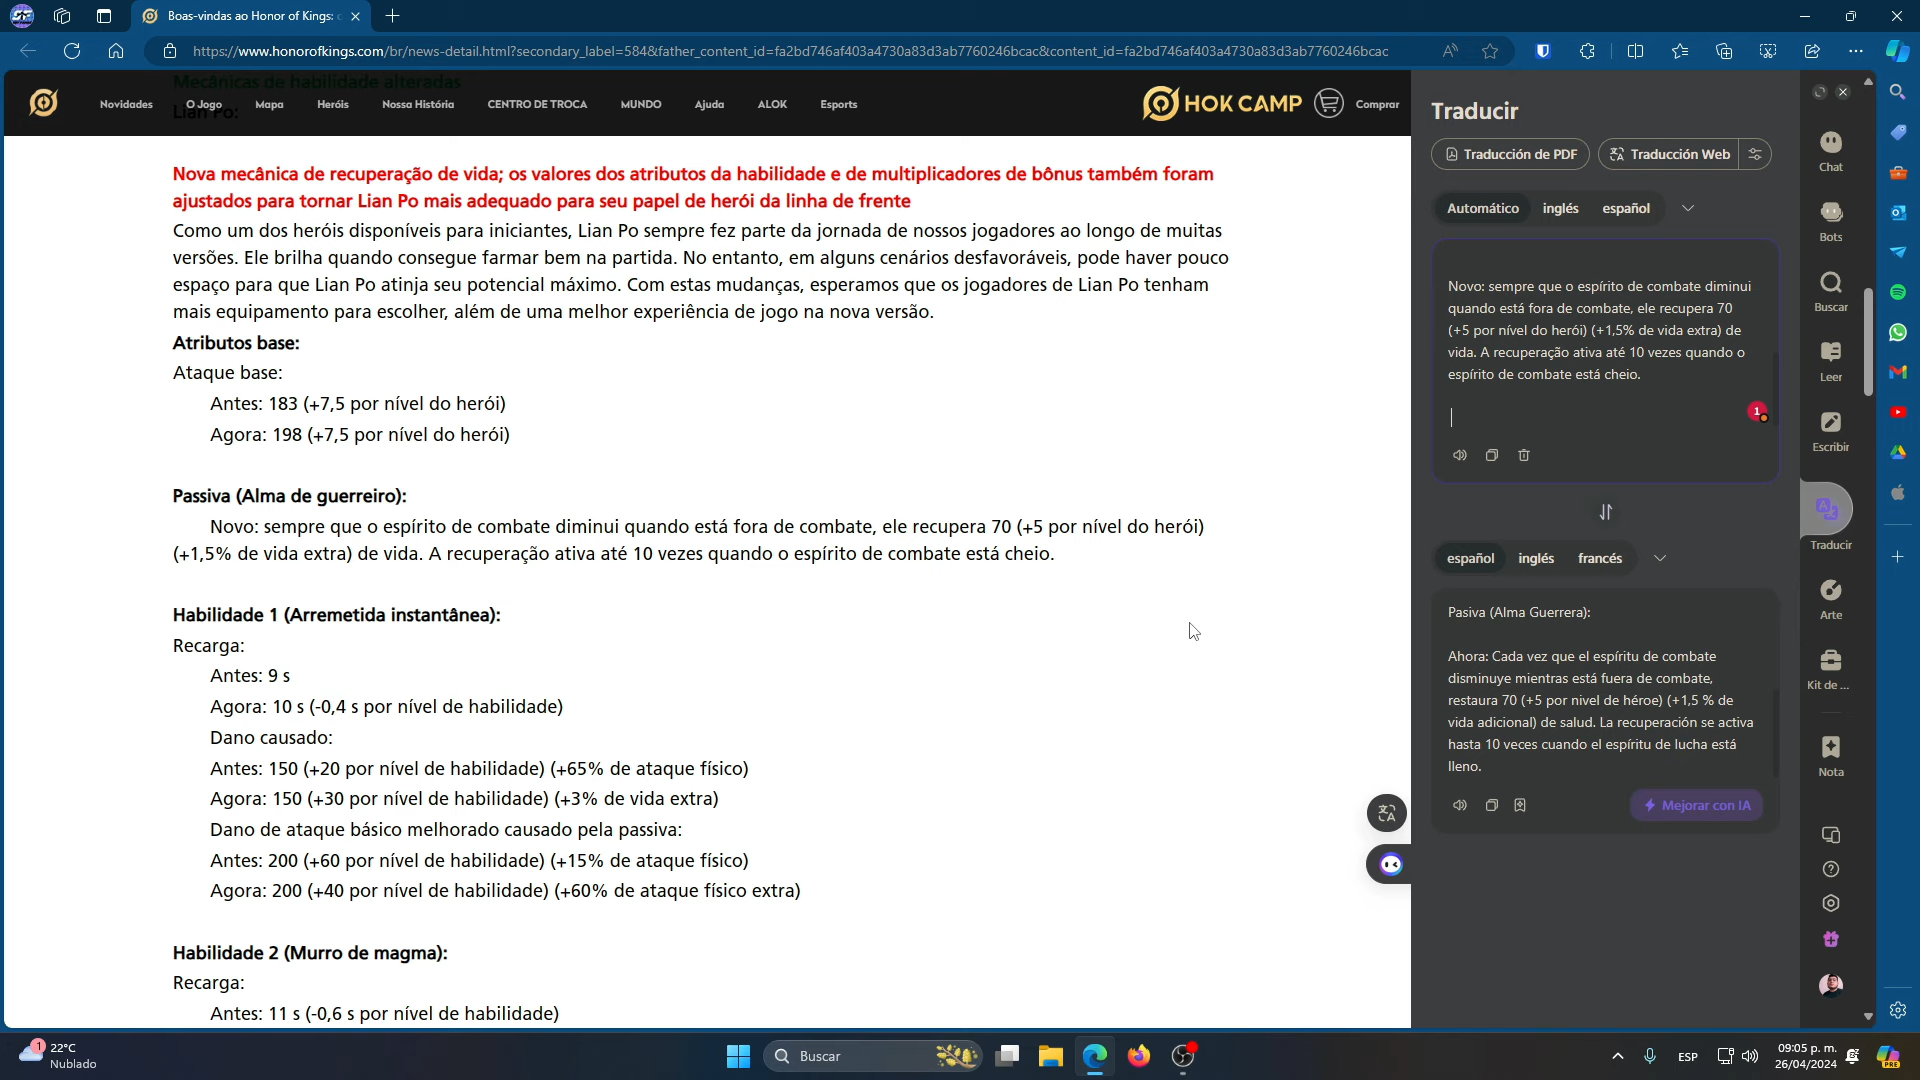 Boas-vindas ao Honor of Kings:
https://www.honorofkings.com/br/news-detail.html?secondary_label=584&father_content_id=fa2bd746af403a4730a83d3ab7760246bcac&content_id=fa2bd746af403a4730a83d3ab7760246bcac
Mecânicas de habilidade alteradas
Lian Po:
Novidades
O Jogo
Mapa
Heróis
Nossa História
CENTRO DE TROCA
MUNDO
Ajuda
ALOK
Esports
HOK CAMP
Comprar
Nova mecânica de recuperação de vida; os valores dos atributos da habilidade e de multiplicadores de bônus também foram
ajustados para tornar Lian Po mais adequado para seu papel de herói da linha de frente
Como um dos heróis disponíveis para iniciantes, Lian Po sempre fez parte da jornada de nossos jogadores ao longo de muitas
versões. Ele brilha quando consegue farmar bem na partida. No entanto, em alguns cenários desfavoráveis, pode haver pouco
espaço para que Lian Po atinja seu potencial máximo. Com estas mudanças, esperamos que os jogadores de Lian Po tenham
mais equipamento para escolher, além de uma melhor experiência de jogo na nova versão.
Atributos base:
Ataque base:
Antes: 183 (+7,5 por nível do herói)
Agora: 198 (+7,5 por nível do herói)
Passiva (Alma de guerreiro):
Novo: sempre que o espírito de combate diminui quando está fora de combate, ele recupera 70 (+5 por nível do herói)
(+1,5% de vida extra) de vida. A recuperação ativa até 10 vezes quando o espírito de combate está cheio.
Habilidade 1 (Arremetida instantânea):
Recarga:
Antes: 9 s
Agora: 10 s (-0,4 s por nível de habilidade)
Dano causado:
Antes: 150 (+20 por nível de habilidade) (+65% de ataque físico)
Agora: 150 (+30 por nível de habilidade) (+3% de vida extra)
Dano de ataque básico melhorado causado pela passiva:
Antes: 200 (+60 por nível de habilidade) (+15% de ataque físico)
Agora: 200 (+40 por nível de habilidade) (+60% de ataque físico extra)
Habilidade 2 (Murro de magma):
Recarga:
Antes: 11 s (-0,6 s por nível de habilidade)
Traducir
Traducción de PDF
Traducción Web
Automático
inglés
español
Novo: sempre que o espírito de combate diminui
quando está fora de combate, ele recupera 70
(+5 por nível do herói) (+1,5% de vida extra) de
vida. A recuperação ativa até 10 vezes quando o
espírito de combate está cheio.
1
español
inglés
francés
Pasiva (Alma Guerrera):
Ahora: Cada vez que el espíritu de combate
disminuye mientras está fuera de combate,
restaura 70 (+5 por nivel de héroe) (+1,5 % de
vida adicional) de salud. La recuperación se activa
hasta 10 veces cuando el espíritu de lucha está
lleno.
Mejorar con IA
Chat
Bots
Buscar
Leer
Escribir
Traducir
Arte
Kit de ...
Nota
1
22°C
Nublado
Buscar
ESP
09:05 p. m.
26/04/2024
PRE